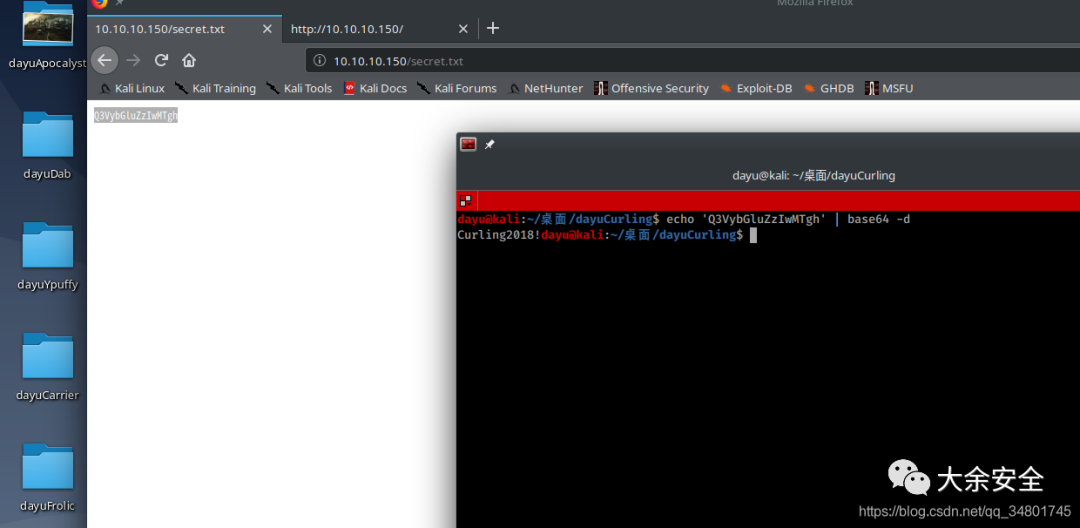 Mozilla Firefox
10.10.10.150/secret.txt
http://10.10.10.150/
10.10.10.150/secret.txt
Kali Linux Kali Training Kali Tools Kali Docs Kali Forums NetHunter Offensive Security Exploit-DB GHDB MSFU
Q3VybGluZzIwMTgh
dayuApocalyst
dayuDab
dayuYpuffy
dayuCarrier
dayuFrolic
dayu@kali: ~/桌面/dayuCurling
dayu@kali:~/桌面/dayuCurling$ echo 'Q3VybGluZzIwMTgh' | base64 -d
Curling2018!dayu@kali:~/桌面/dayuCurling$
大余安全
https://blog.csdn.net/qq_34801745